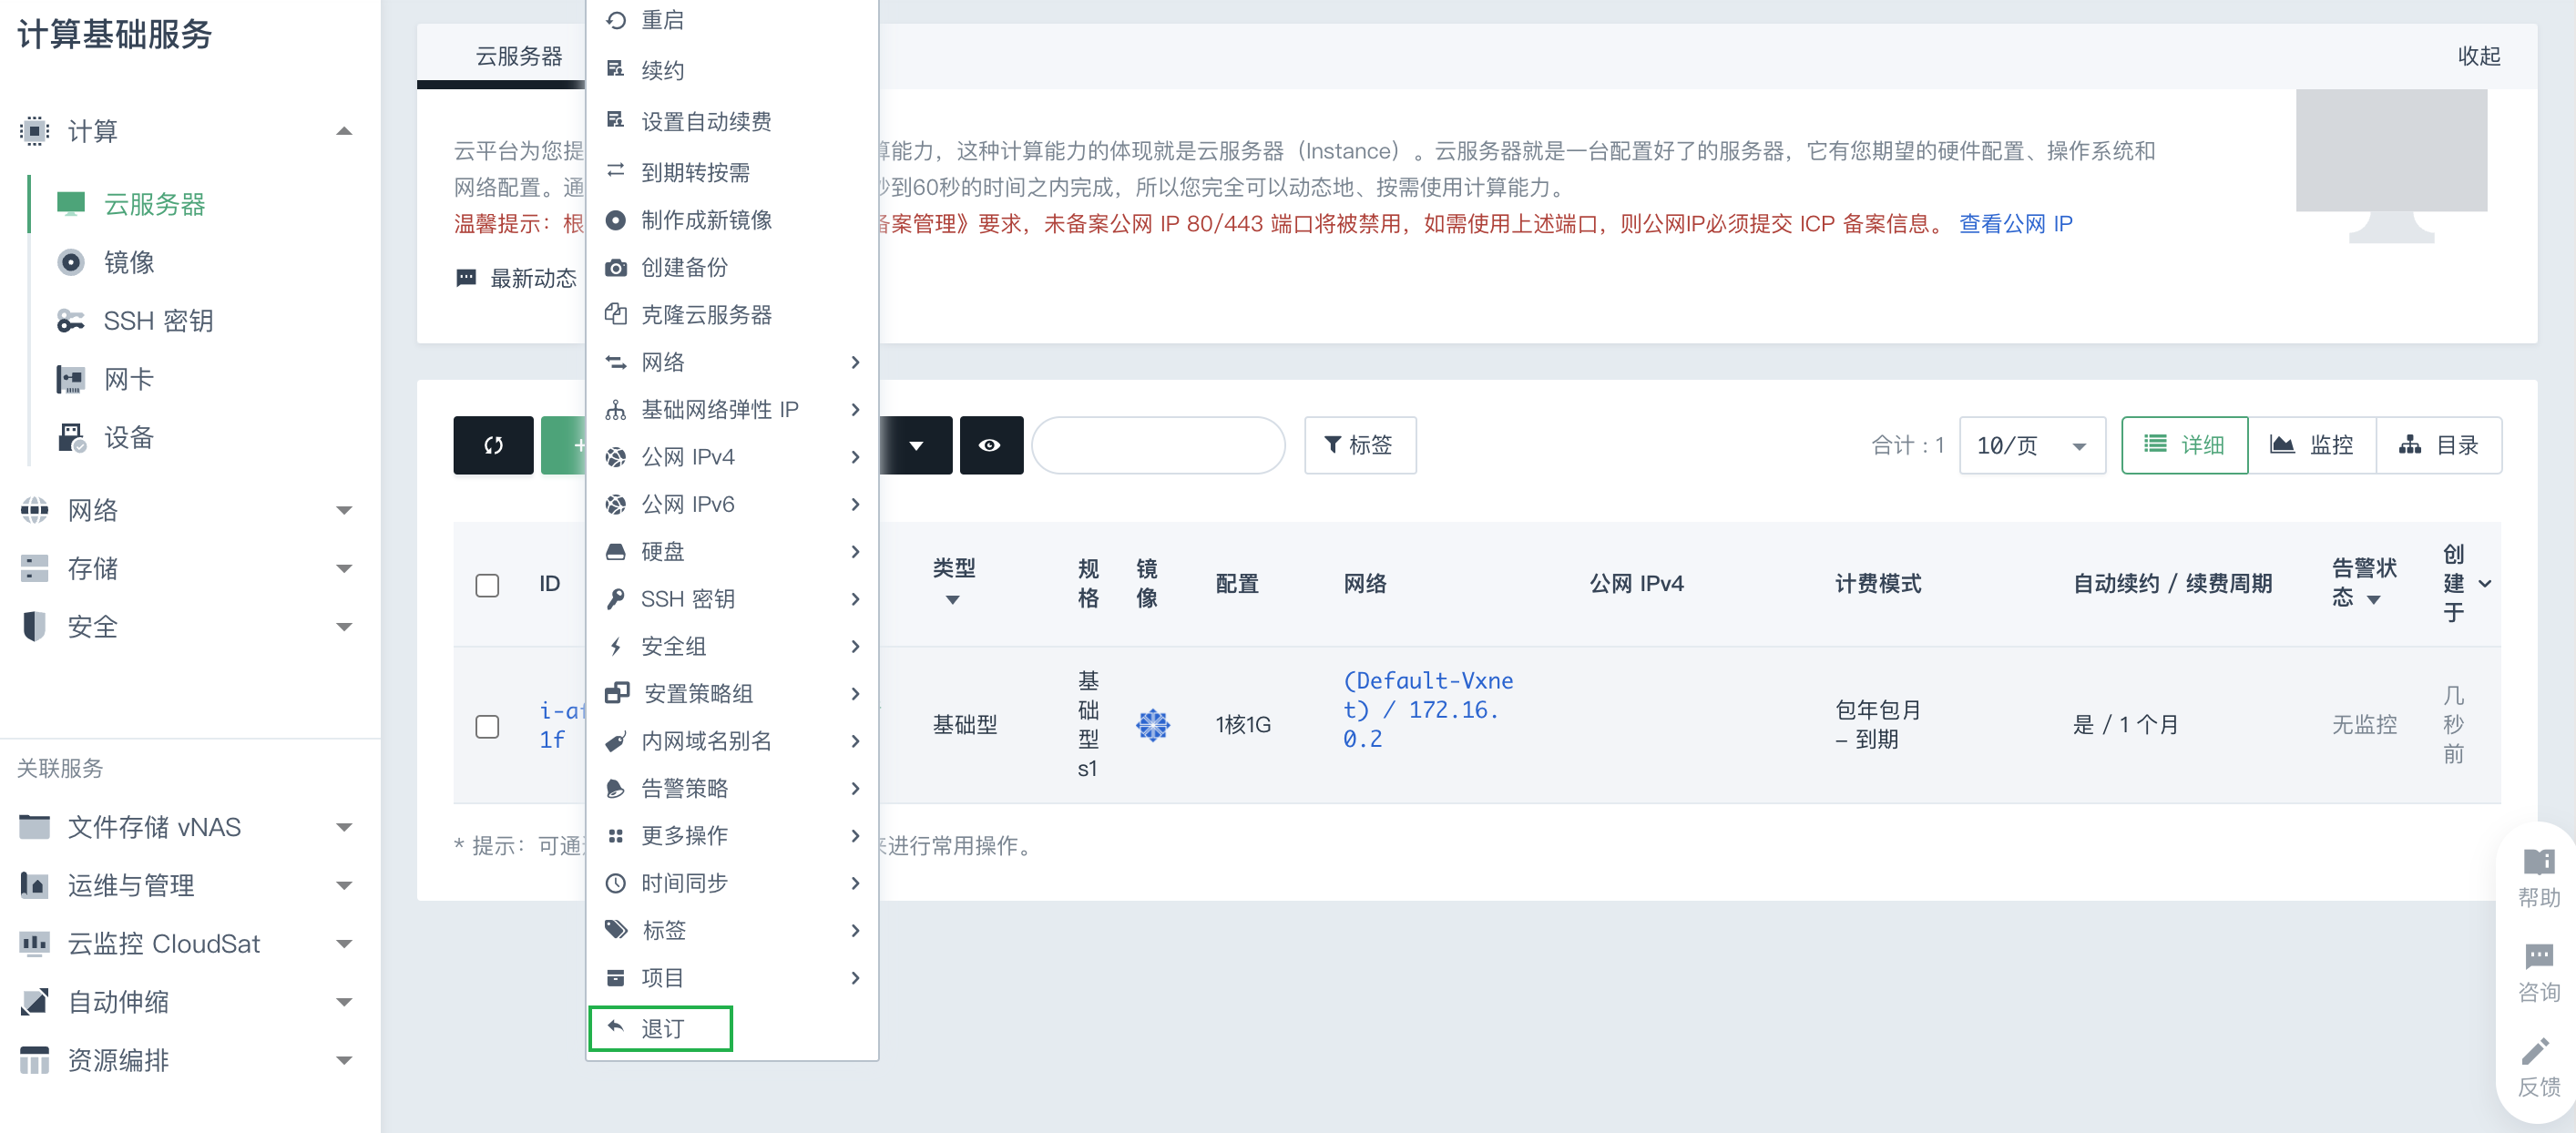 计算基础服务
计算
云服务器
镜像
SSH 密钥
网卡
设备
网络
存储
安全
关联服务
文件存储 vNAS
运维与管理
云监控 CloudSat
自动伸缩
资源编排
云服务器
收起
云平台为您提
算能力，这种计算能力的体现就是云服务器（Instance）。云服务器就是一台配置好了的服务器，它有您期望的硬件配置、操作系统和
网络配置。通
到60秒的时间之内完成，所以您完全可以动态地、按需使用计算能力。
温馨提示：根
备案管理》要求，未备案公网 IP 80/443 端口将被禁用，如需使用上述端口，则公网IP必须提交 ICP 备案信息。 查看公网 IP
最新动态
重启
续约
设置自动续费
到期转按需
制作成新镜像
创建备份
克隆云服务器
网络
基础网络弹性 IP
公网 IPv4
公网 IPv6
硬盘
SSH 密钥
安全组
安置策略组
内网域名别名
告警策略
更多操作
时间同步
标签
项目
退订
标签
合计 : 1
10/页
详细
监控
目录
ID
类型
规格
镜像
配置
网络
公网 IPv4
计费模式
自动续约 / 续费周期
告警状态
创建于
i-af
1f
基础型
基础型s1
1核1G
(Default-Vxne
t) / 172.16.
0.2
包年包月
– 到期
是 / 1 个月
无监控
几秒前
* 提示：可通
来进行常用操作。
帮助
咨询
反馈